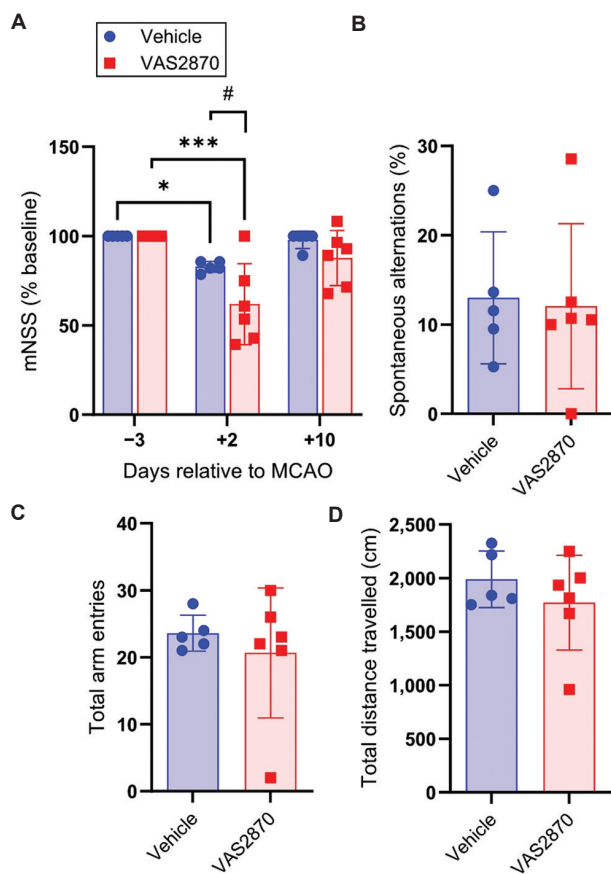 A
Vehicle
VAS2870
#
***
*
150
100
50
0
mNSS (% baseline)
−3
+2
+10
Days relative to MCAO
B
30
20
10
0
Spontaneous alternations (%)
Vehicle
VAS2870
C
40
30
20
10
0
Total arm entries
Vehicle
VAS2870
D
2,500
2,000
1,500
1,000
500
0
Total distance travelled (cm)
Vehicle
VAS2870